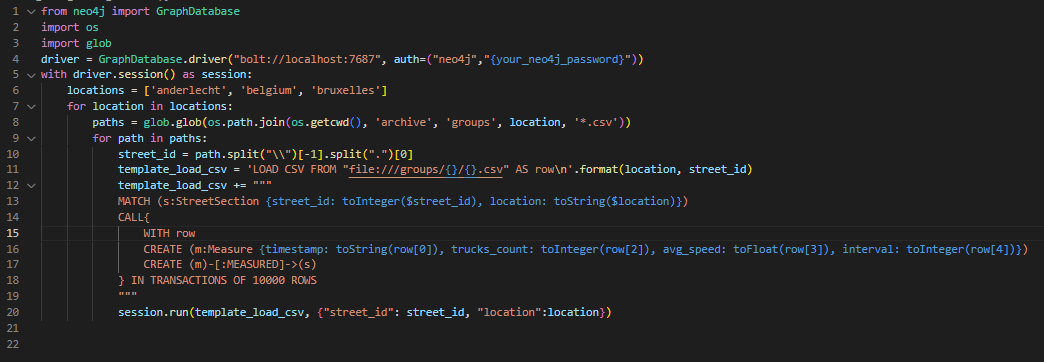 1 from neo4j import GraphDatabase
2 import os
3 import glob
4 driver = GraphDatabase.driver("bolt://localhost:7687", auth=("neo4j","{your_neo4j_password}"))
5 with driver.session() as session:
6     locations = ['anderlecht', 'belgium', 'bruxelles']
7     for location in locations:
8         paths = glob.glob(os.path.join(os.getcwd(), 'archive', 'groups', location, '*.csv'))
9         for path in paths:
10             street_id = path.split("\\")[-1].split(".")[0]
11             template_load_csv = 'LOAD CSV FROM "file:///groups/{}/{}.csv" AS row\n'.format(location, street_id)
12             template_load_csv += """
13             MATCH (s:StreetSection {street_id: toInteger($street_id), location: toString($location)})
14             CALL{
15                 WITH row
16                 CREATE (m:Measure {timestamp: toString(row[0]), trucks_count: toInteger(row[2]), avg_speed: toFloat(row[3]), interval: toInteger(row[4])})
17                 CREATE (m)-[:MEASURED]->(s)
18             } IN TRANSACTIONS OF 10000 ROWS
19             """
20             session.run(template_load_csv, {"street_id": street_id, "location":location})
21
22